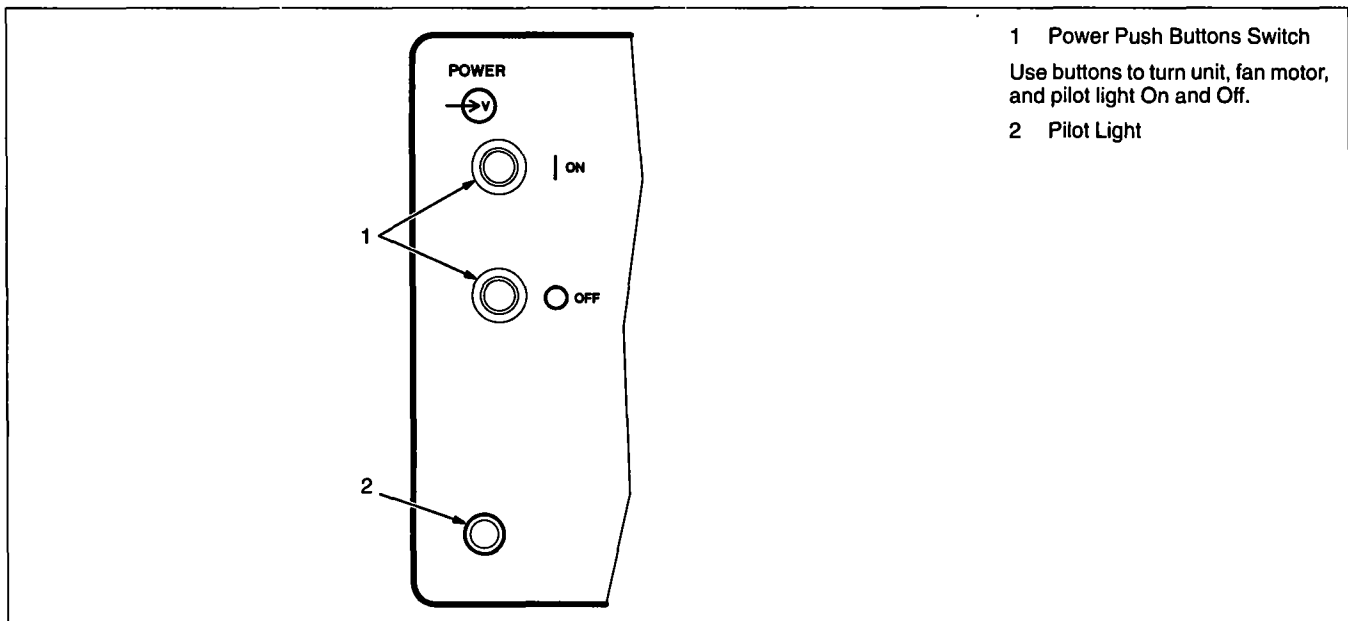 POWER
V
ON
OFF
1
2
1 Power Push Buttons Switch
Use buttons to turn unit, fan motor,
and pilot light On and Off.
2 Pilot Light